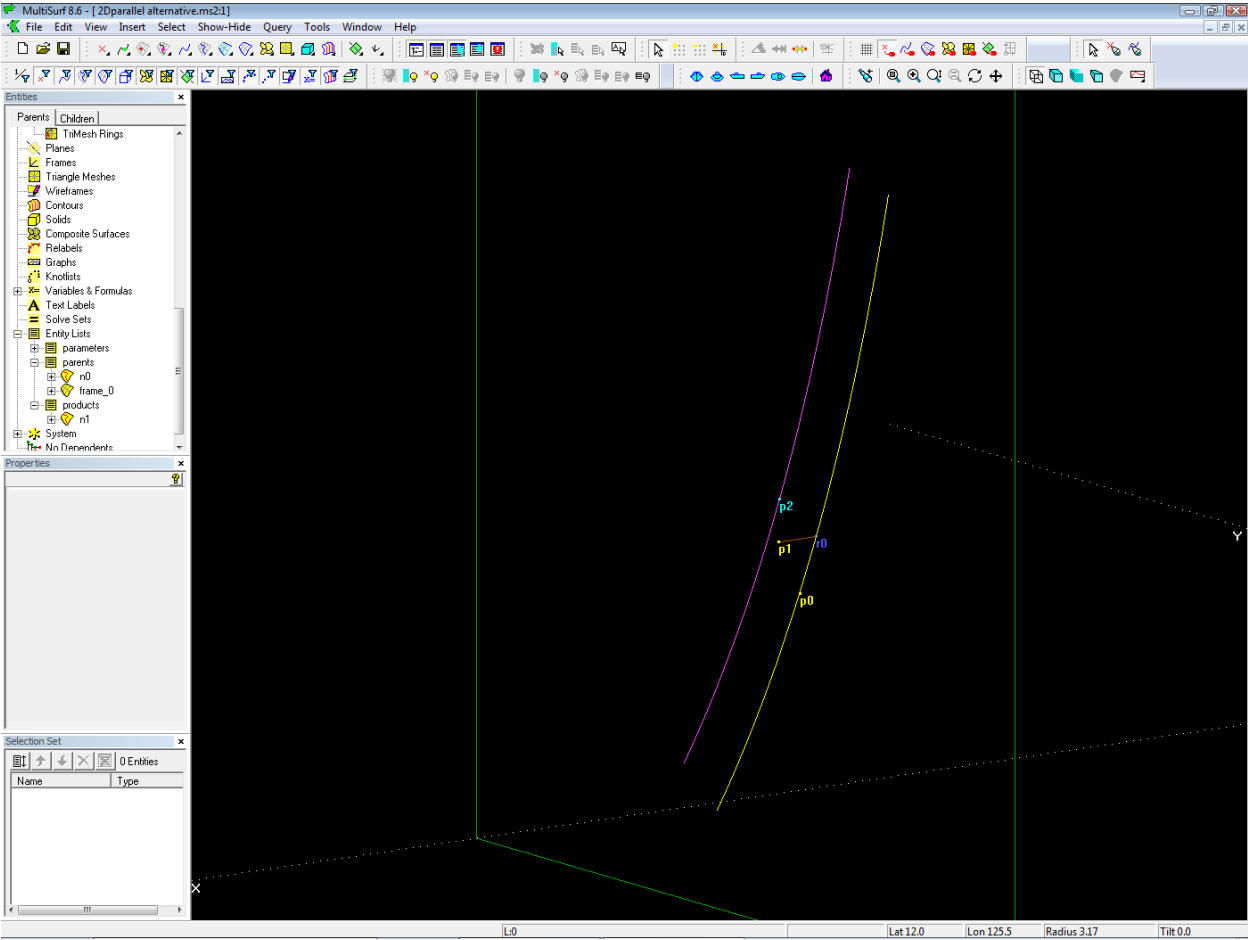 MultiSurf 8.6 - [ 2Dparallel alternative.ms2:1]
File Edit View Insert Select Show-Hide Query Tools Window Help
Entities
Parents Children
TriMesh Rings
Planes
Frames
Triangle Meshes
Wireframes
Contours
Solids
Composite Surfaces
Relabels
Graphs
Knotlists
Variables & Formulas
Text Labels
Solve Sets
Entity Lists
parameters
parents
n0
frame_0
products
n1
System
No Dependents
Properties
Selection Set
0 Entities
Name Type
p2
p1
r0
p0
Y
X
L:0 Lat 12.0 Lon 125.5 Radius 3.17 Tilt 0.0